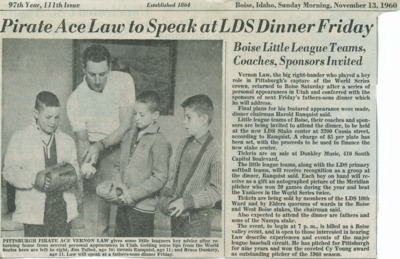 97th Year, 111th Issue
Established 1864
Boise, Idaho, Sunday Morning, November 13, 1960
Pirate Ace Law to Speak at LDS Dinner Friday
Boise Little League Teams,
Coaches, Sponsors Invited
Vernon Law, the big right-hander who played a key
role in Pittsburgh's capture of the World Series
crown, returned to Boise Saturday after a series of
personal appearances in Utah and conferred with the
sponsors of next Friday's fathers-sons dinner which
he will address.
Final plans for his featured appearance were made,
dinner chairman Harold Ranquist said.
Little league teams of Boise, their coaches and spon-
sors are being invited to attend the dinner, to be held
at the new LDS Stake center at 3200 Cassia street,
according to Ranquist. A charge of $5 per plate has
been set, with the proceeds to be used to finance the
new stake center.
Tickets are on sale at Dunkley Music, 410 South
Capitol Boulevard.
The little league teams, along with the LDS primary
softball teams, will receive recognition as a group at
the dinner, Ranquist said. Each boy on hand will re-
ceive as a gift an autographed picture of the Meridian
pitcher who won 20 games during the year and beat
the Yankees in the World Series twice.
Tickets are being sold by members of the LDS 10th
Ward and by Elders quorums of wards in the Boise
and West Boise stakes, the chairman said.
Also expected to attend the dinner are fathers and
sons of the Nampa stake.
The event, to begin at 7 p. m., is billed as a Boise
valley event, and is open to those interested in hearing
Law describe experiences and events of the major
league baseball circuit. He has pitched for Pittsburgh
for nine years and won the coveted Cy Young award
as outstanding pitcher of the 1960 season.
PITTSBURGH PIRATE ACE VERNON LAW gives some little leaguers key advice after re-
turning home from several personal appearances in Utah. Getting some tips from the World
Series hero are left to right, Jim Tullod, age 10; Dennis Ranquist, age 11; and Bruce Dunkley,
age 11. Law will speak at a fathers-sons dinner Friday.